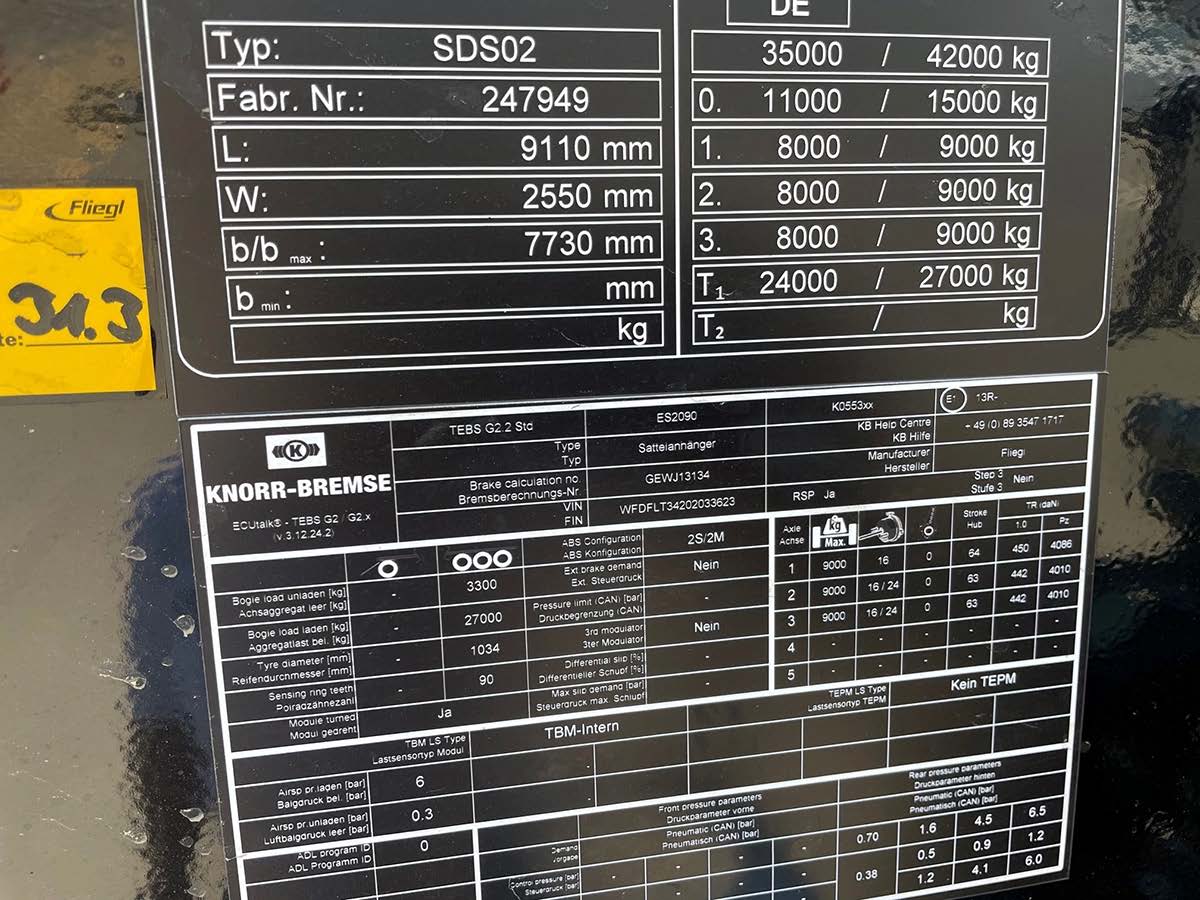 DE
Typ: SDS02
Fabr. Nr.: 247949
L: 9110 mm
W: 2550 mm
b/b max : 7730 mm
b min : mm
kg
35000 / 42000 kg
0. 11000 / 15000 kg
1. 8000 / 9000 kg
2. 8000 / 9000 kg
3. 8000 / 9000 kg
T1 24000 / 27000 kg
T2 / kg
Fliegl
31.3
te:
K
KNORR-BREMSE
ECUtalk® - TEBS G2 / G2.x
(v.3.12.24.2)
TEBS G2.2 Std
ES2090
K0553xx
E1 13R-
Type
Typ
Sattelanhänger
KB Help Centre
KB Hilfe
+ 49 (0) 89 3547 1717
Brake calculation no.
Bremsberechnungs-Nr.
GEWJ13134
Manufacturer
Hersteller
Fliegl
VIN
FIN
WFDFLT34202033623
RSP Ja
Step 3
Stufe 3
Nein
Bogie load unladen [kg]
Achsaggregat leer [kg]
- 3300
Bogie load laden [kg]
Aggregatlast bel. [kg]
- 27000
Tyre diameter [mm]
Reifendurchmesser [mm]
- 1034
Sensing ring teeth
Polradzähnezahl
- 90
Module turned
Modul gedreht
Ja
ABS Configuration
ABS Konfiguration
2S/2M
Ext brake demand
Ext. Steuerdruck
Nein
Pressure limit (CAN) [bar]
Druckbegrenzung (CAN)
-
3rd modulator
3ter Modulator
Nein
Differential slip [%]
Differentieller Schlupf [%]
-
Max slip demand [bar]
Steuerdruck max. Schlupf
-
Axle
Achse
kg
Max.
Stroke
Hub
TR [daN]
1.0 Pz
1 9000 16 0 64 450 4086
2 9000 16 / 24 0 63 442 4010
3 9000 16 / 24 0 63 442 4010
4 - - - - - -
5 - - - - - -
TBM LS Type
Lastsensortyp Modul
TBM-Intern
TEPM LS Type
Lastsensortyp TEPM
Kein TEPM
Airsp pr.laden [bar]
Balgdruck bel. [bar]
6
Airsp pr.unladen [bar]
Luftbalgdruck leer [bar]
0.3
ADL program ID
ADL Programm ID
0
Front pressure parameters
Druckparameter vorne
Pneumatic (CAN) [bar]
Pneumatisch (CAN) [bar]
Rear pressure parameters
Druckparameter hinten
Pneumatic (CAN) [bar]
Pneumatisch (CAN) [bar]
Demand
Vorgabe
- - - 0.70 1.6 4.5 6.5
Control pressure [bar]
Steuerdruck [bar]
- - - 0.38 0.5 0.9 1.2
1.2 4.1 6.0